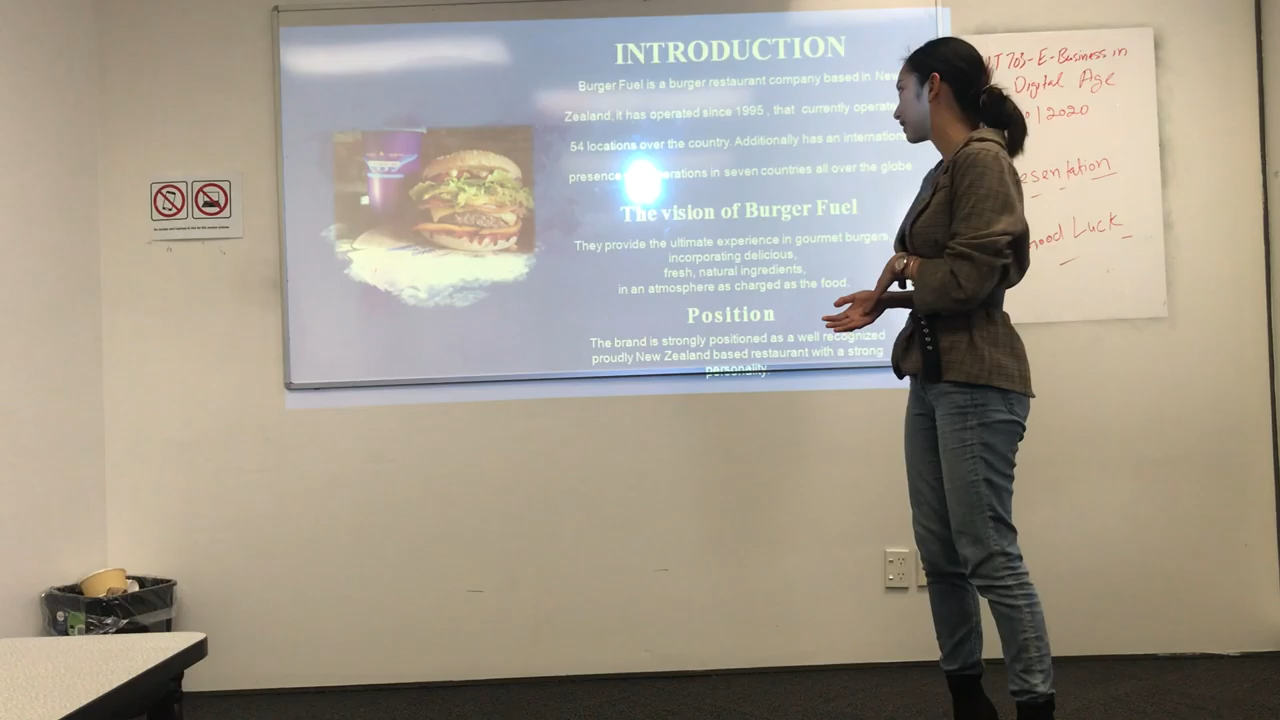 INTRODUCTION
Burger Fuel is a burger restaurant company based in New
Zealand, it has operated since 1995 , that currently operate
54 locations over the country. Additionally has an internation
presence erations in seven countries all over the globe
The vision of Burger Fuel
They provide the ultimate experience in gourmet burgers
incorporating delicious,
fresh, natural ingredients,
in an atmosphere as charged as the food.
Position
The brand is strongly positioned as a well recognized
proudly New Zealand based restaurant with a strong
personality.
703- E-Business in
Digital Age
2020
esentation
Good Luck